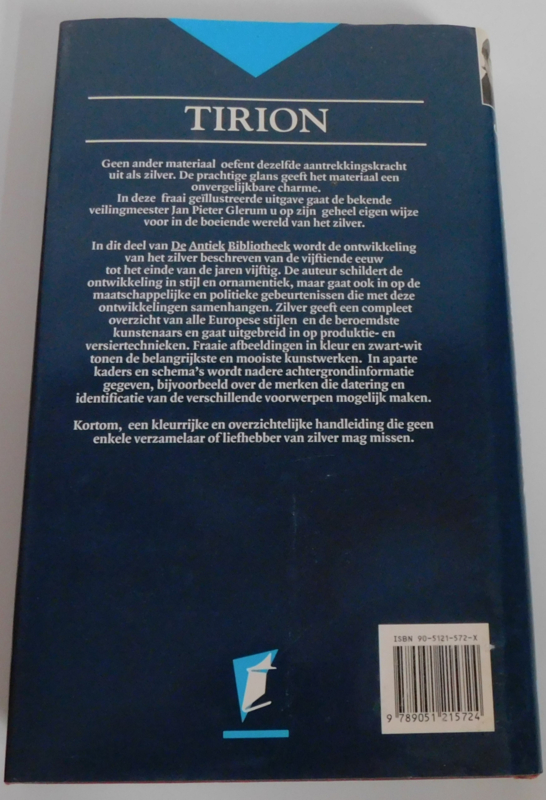 TIRION
Geen ander materiaal oefent dezelfde aantrekkingskracht
uit als zilver. De prachtige glans geeft het materiaal een
onvergelijkbare charme.
In deze fraai geïllustreerde uitgave gaat de bekende
veilingmeester Jan Pieter Glerum u op zijn geheel eigen wijze
voor in de boeiende wereld van het zilver.
In dit deel van De Antiek Bibliotheek wordt de ontwikkeling
van het zilver beschreven van de vijftiende eeuw
tot het einde van de jaren vijftig. De auteur schildert de
ontwikkeling in stijl en ornamentiek, maar gaat ook in op de
maatschappelijke en politieke gebeurtenissen die met deze
ontwikkelingen samenhangen. Zilver geeft een compleet
overzicht van alle Europese stijlen en de beroemdste
kunstenaars en gaat uitgebreid in op produktie- en
versiertechnieken. Fraaie afbeeldingen in kleur en zwart-wit
tonen de belangrijkste en mooiste kunstwerken. In aparte
kaders en schema's wordt nadere achtergrondinformatie
gegeven, bijvoorbeeld over de merken die datering en
identificatie van de verschillende voorwerpen mogelijk maken.
Kortom, een kleurrijke en overzichtelijke handleiding die geen
enkele verzamelaar of liefhebber van zilver mag missen.
ISBN 90-5121-572-X
9 789051 215724